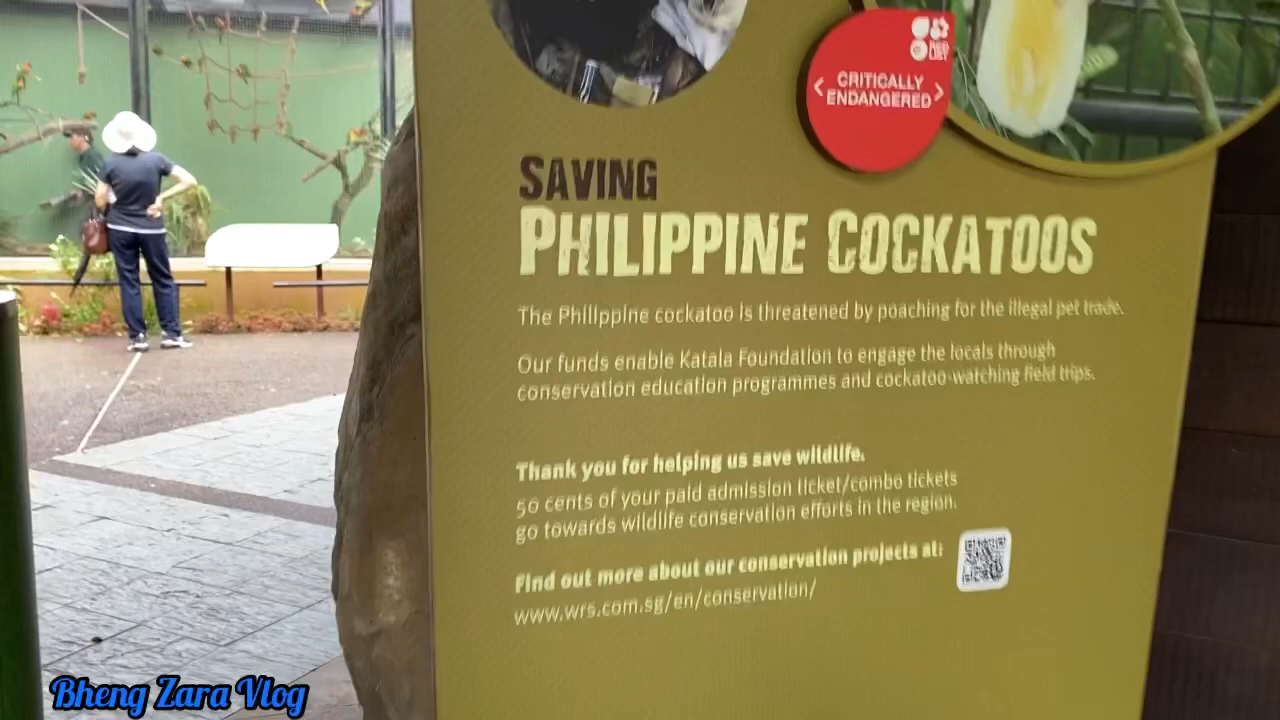 RED
LIST
< CRITICALLY >
ENDANGERED
SAVING
PHILIPPINE COCKATOOS
The Philippine cockatoo is threatened by poaching for the illegal pet trade.
Our funds enable Katala Foundation to engage the locals through
conservation education programmes and cockatoo-watching field trips.
Thank you for helping us save wildlife.
50 cents of your paid admission ticket/combo tickets
go towards wildlife conservation efforts in the region.
Find out more about our conservation projects at:
www.wrs.com.sg/en/conservation/
Bheng Zara Vlog